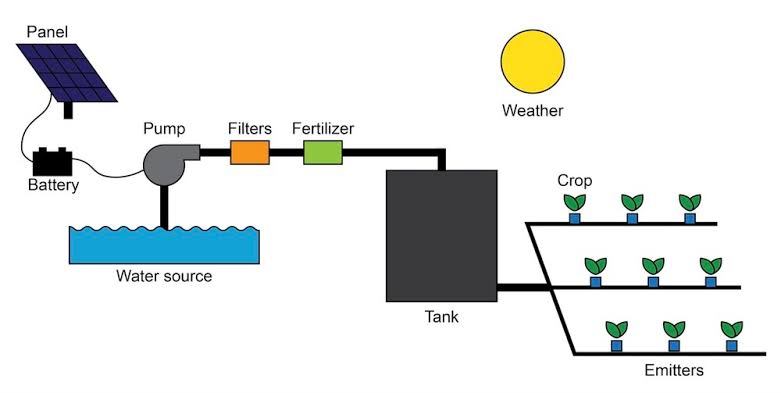 Panel
Weather
Pump
Filters
Fertilizer
Battery
Crop
Water source
Tank
Emitters